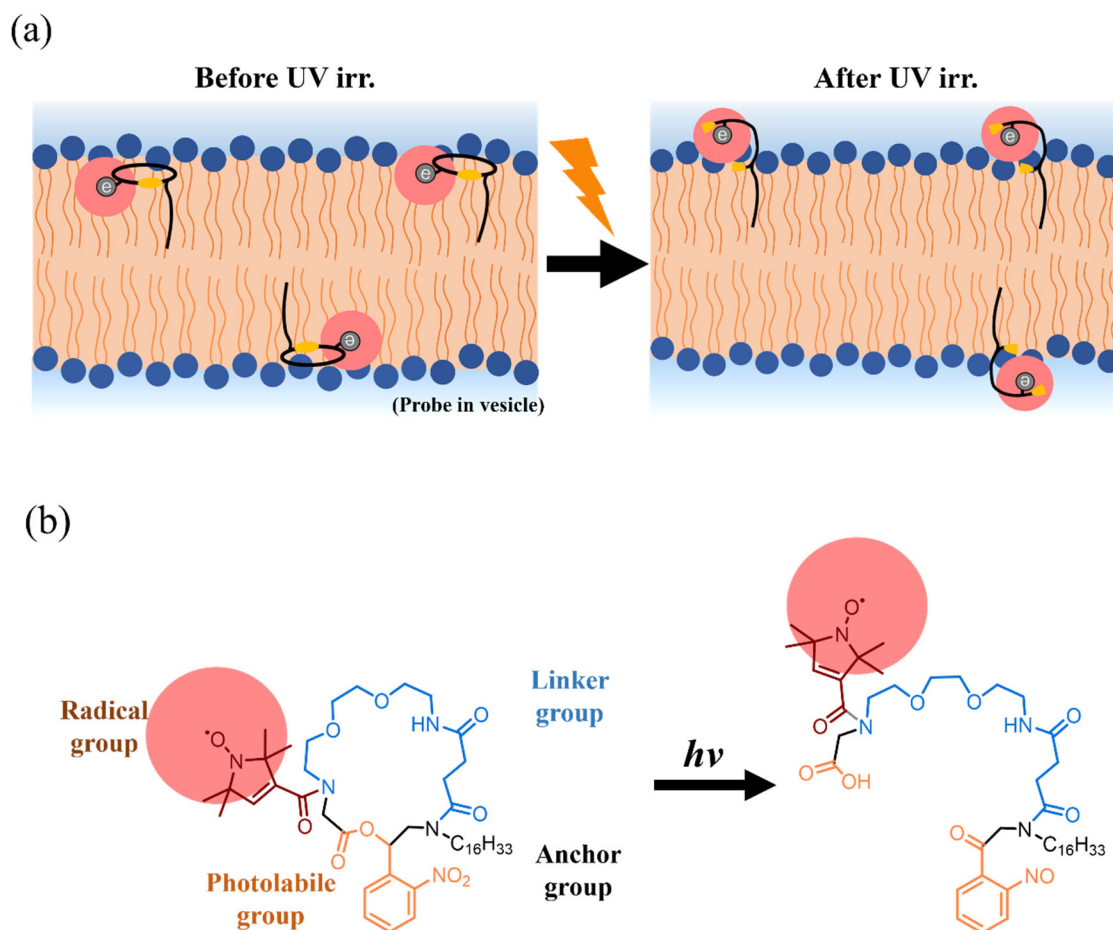 (a)
Before UV irr.
After UV irr.
e
e
e
(Probe in vesicle)
e
e
e
(b)
Radical
group
Linker
group
Photolabile
group
Anchor
group
hν
•O
N
O
N
O
O
O
O
HN
O
O
N
C₁₆H₃₃
NO₂
O•
N
O
N
O
OH
O
O
HN
O
O
O
N
C₁₆H₃₃
NO